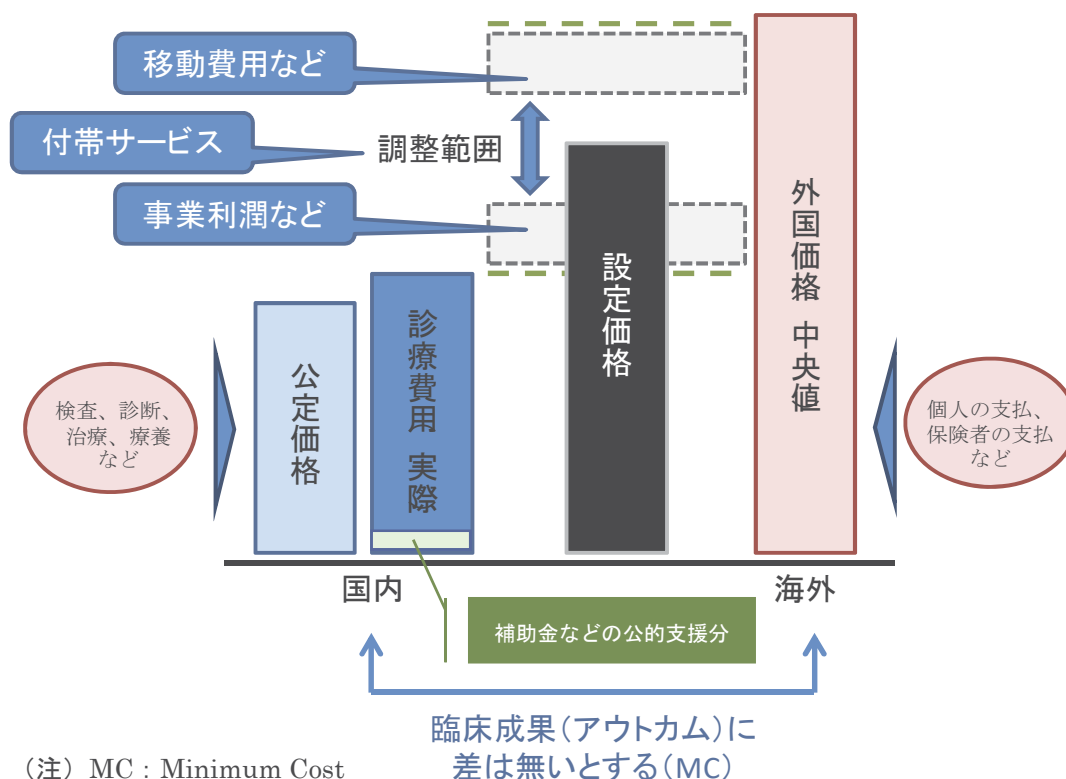 移動費用など
付帯サービス
調整範囲
事業利潤など
検査、診断、
治療、療養
など
公定価格
診療費用 実際
設定価格
外国価格 中央値
個人の支払、
保険者の支払
など
国内
海外
補助金などの公的支援分
臨床成果(アウトカム)に
差は無いとする(MC)
(注) MC : Minimum Cost